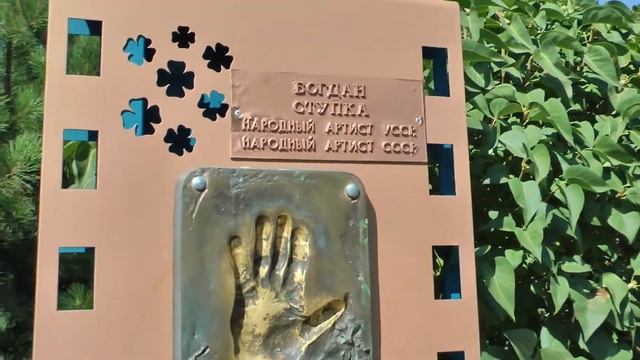 БОГДАН
СТУПКА
НАРОДНЫЙ АРТИСТ УССР
НАРОДНЫЙ АРТИСТ СССР